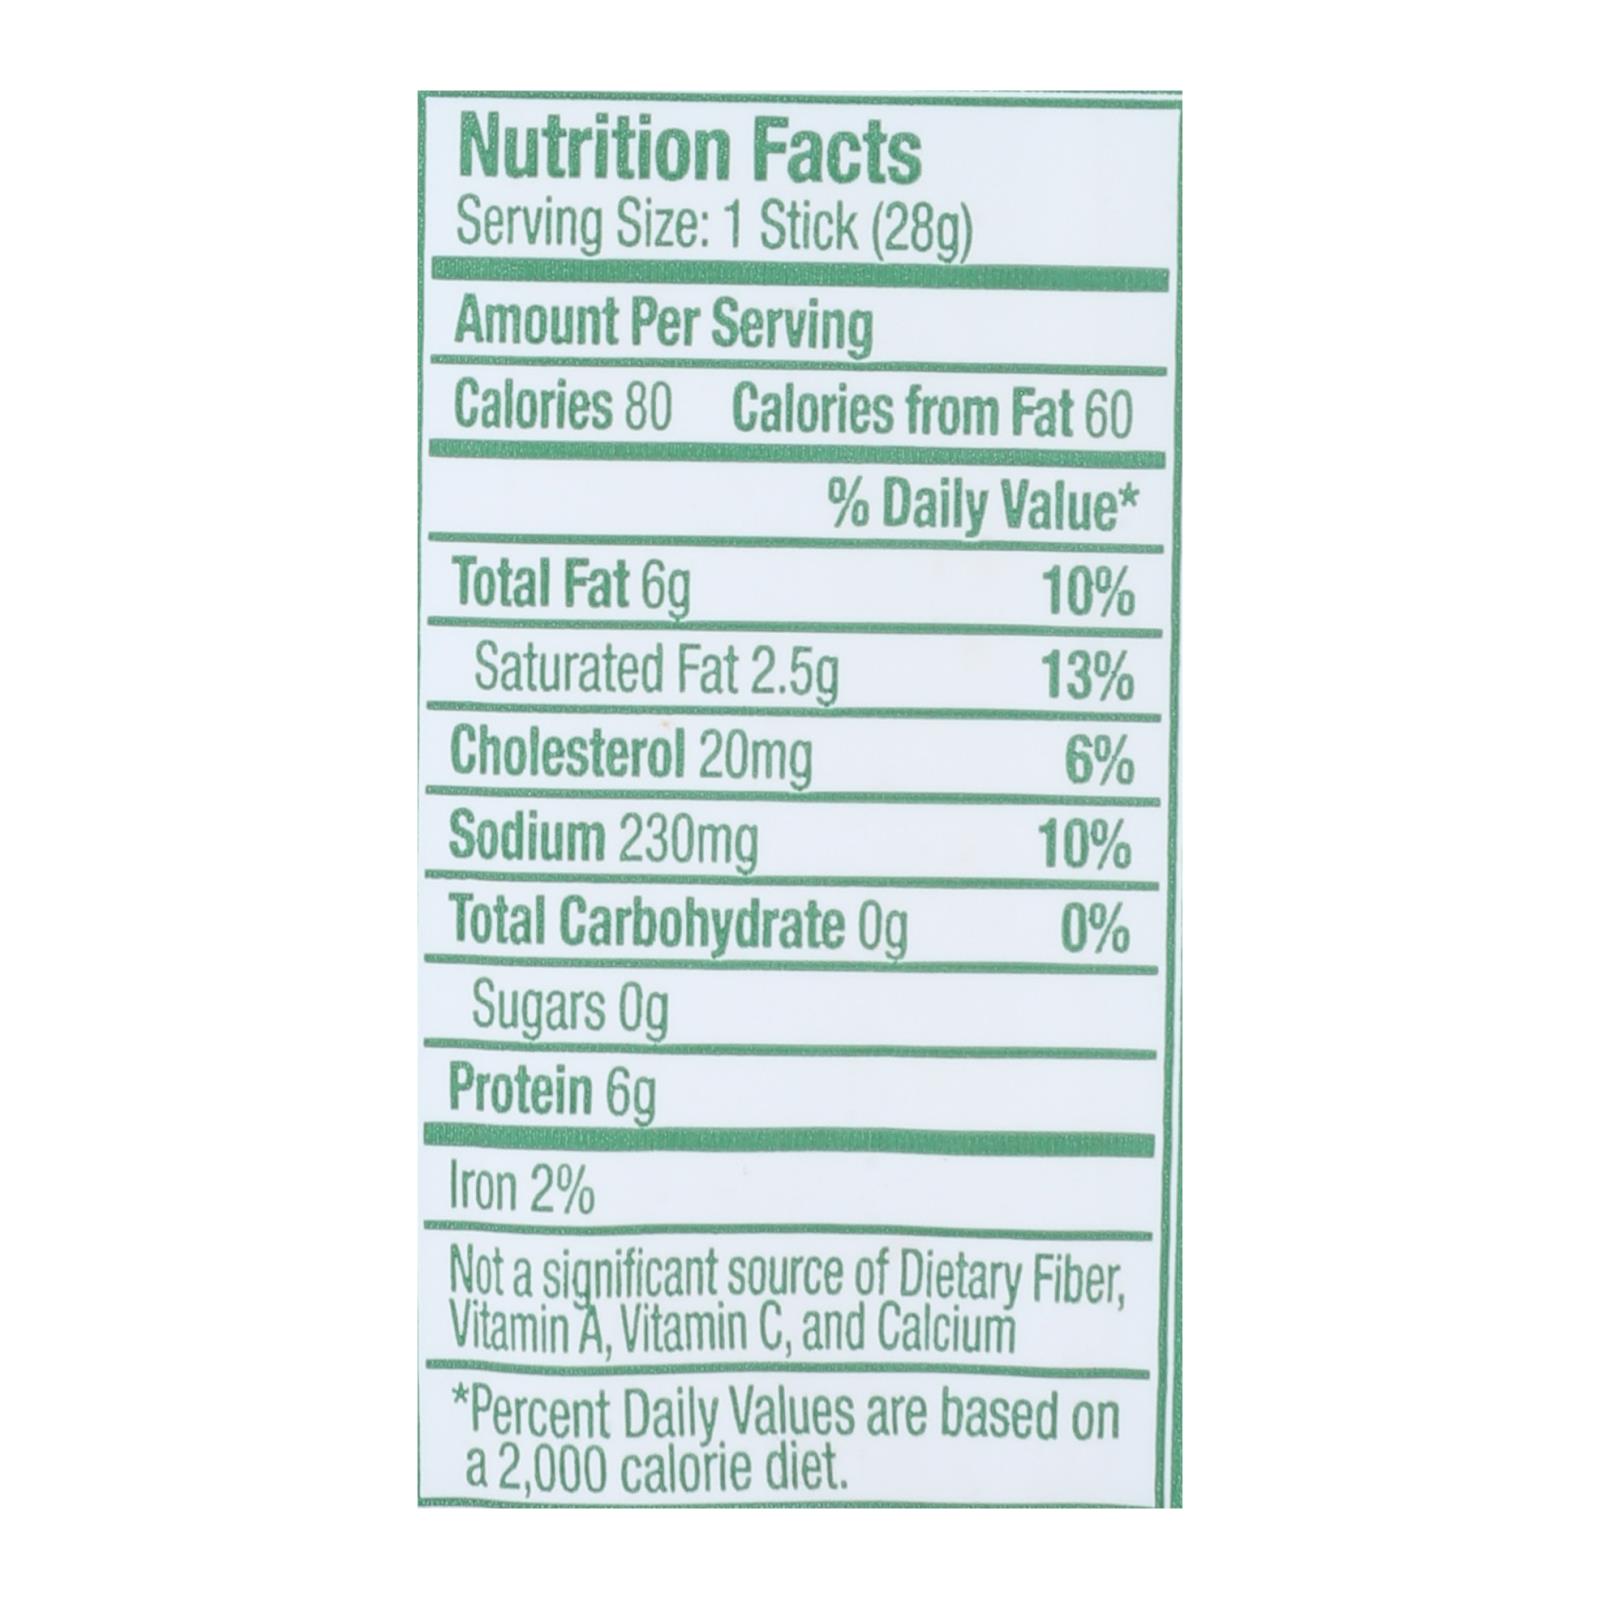 Nutrition Facts
Serving Size: 1 Stick (28g)
Amount Per Serving
Calories 80 Calories from Fat 60
% Daily Value*
Total Fat 6g 10%
Saturated Fat 2.5g 13%
Cholesterol 20mg 6%
Sodium 230mg 10%
Total Carbohydrate 0g 0%
Sugars 0g
Protein 6g
Iron 2%
Not a significant source of Dietary Fiber,
Vitamin A, Vitamin C, and Calcium
*Percent Daily Values are based on
a 2,000 calorie diet.